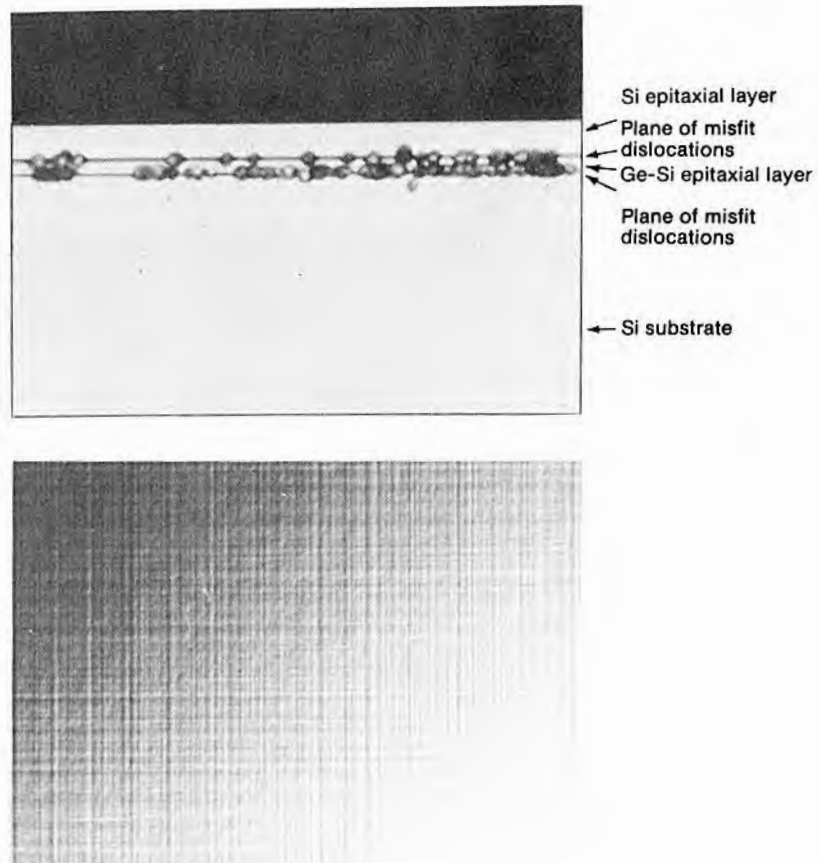 Si epitaxial layer
Plane of misfit
dislocations
Ge-Si epitaxial layer
Plane of misfit
dislocations
Si substrate